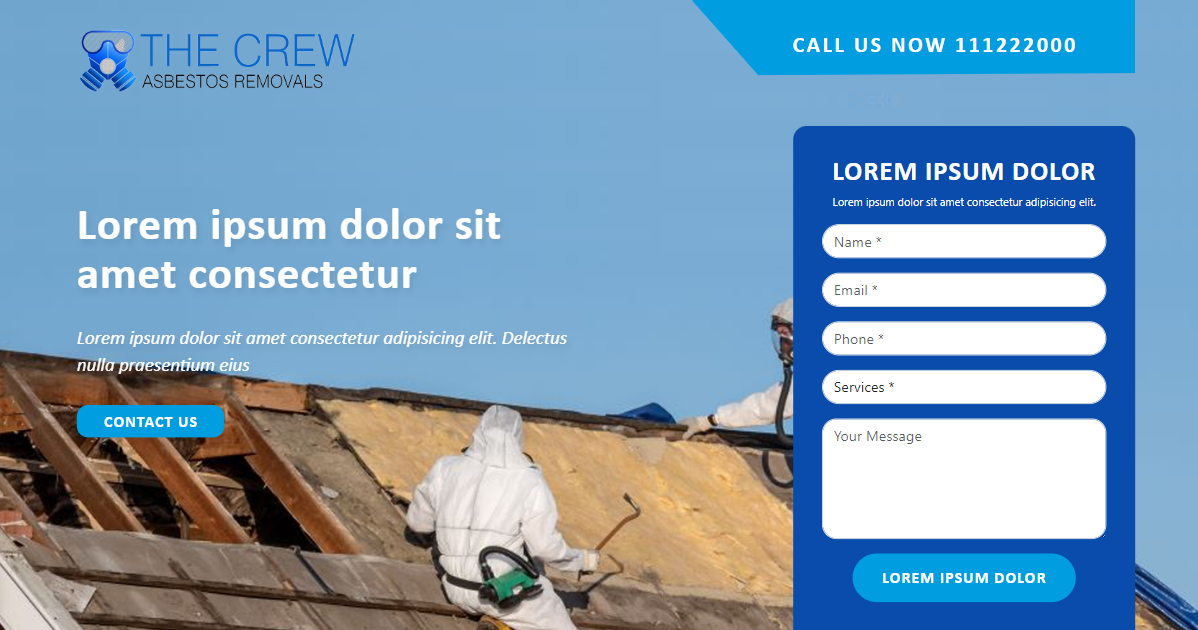 THE CREW
ASBESTOS REMOVALS
CALL US NOW 111222000
Lorem ipsum dolor sit
amet consectetur
Lorem ipsum dolor sit amet consectetur adipisicing elit. Delectus
nulla praesentium eius
CONTACT US
LOREM IPSUM DOLOR
Lorem ipsum dolor sit amet consectetur adipisicing elit.
Name *
Email *
Phone *
Services *
Your Message
LOREM IPSUM DOLOR